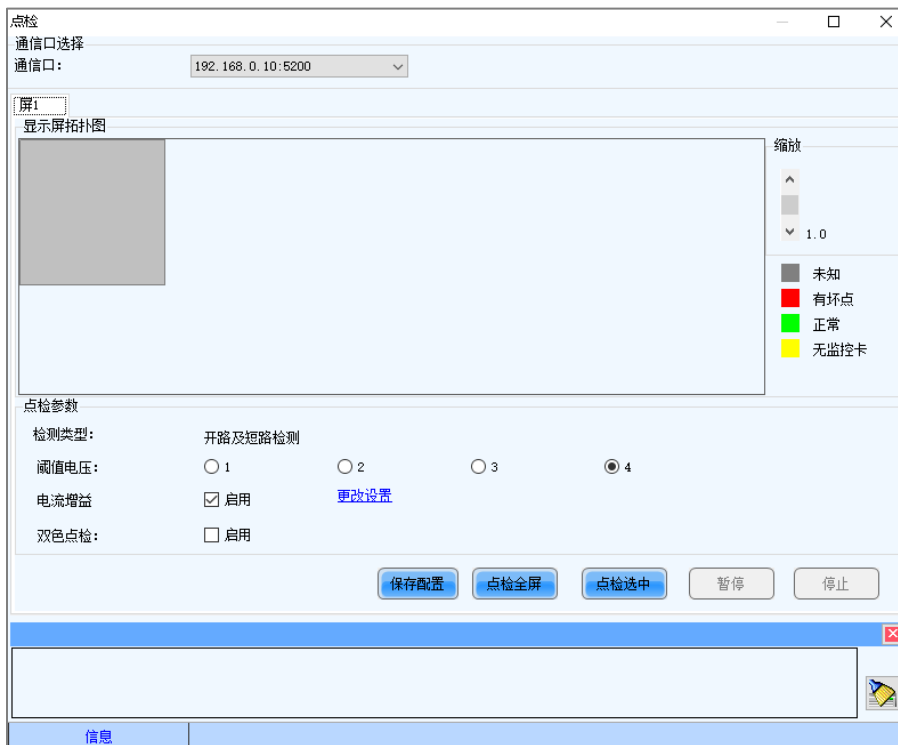 点检
通信口选择
通信口：
192.168.0.10:5200
屏1
显示屏拓扑图
缩放
1.0
未知
有坏点
正常
无监控卡
点检参数
检测类型： 开路及短路检测
阈值电压： 1 2 3 4
电流增益 启用 更改设置
双色点检： 启用
保存配置 点检全屏 点检选中 暂停 停止
信息